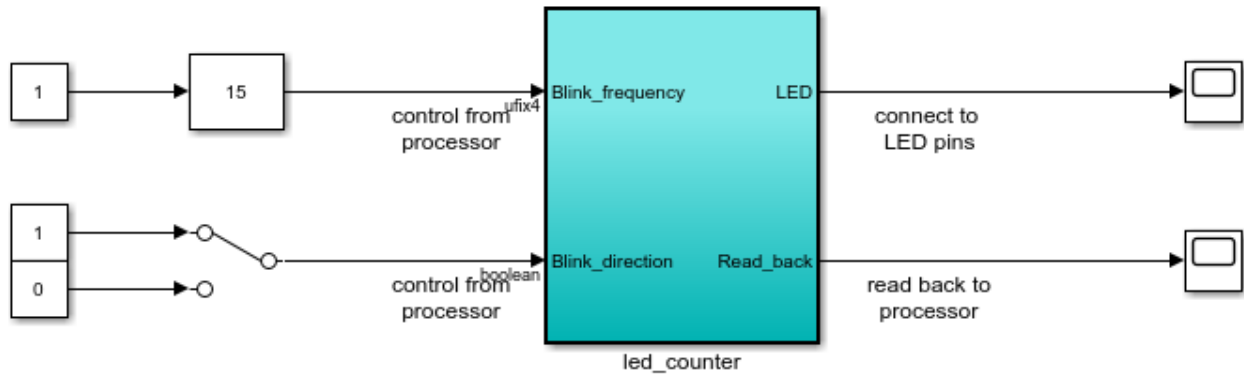 1
15
Blink_frequency
ufix4
LED
control from
processor
connect to
LED pins
1
0
Blink_direction
boolean
Read_back
control from
processor
read back to
processor
led_counter